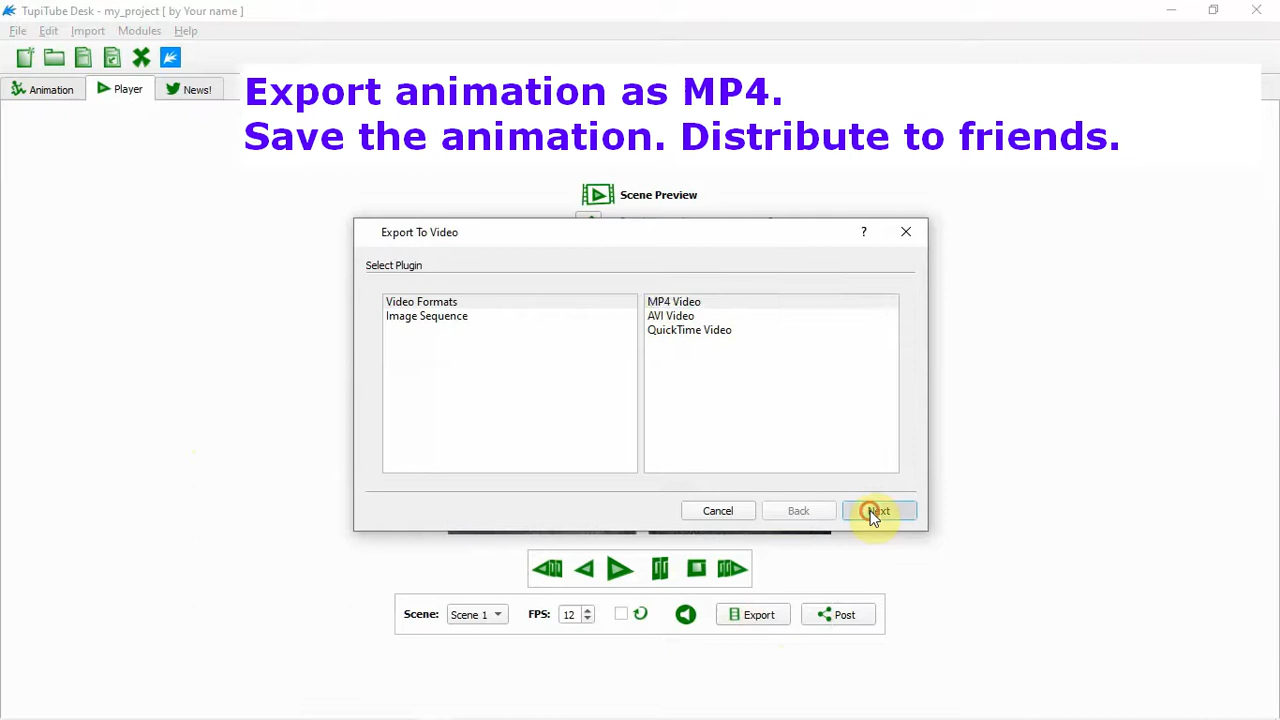 TupiTube Desk - my_project [ by Your name ]
File Edit Import Modules Help
Animation Player News!
Export animation as MP4.
Save the animation. Distribute to friends.
Scene Preview
Export To Video ?
Select Plugin
Video Formats MP4 Video
Image Sequence AVI Video
QuickTime Video
Cancel Back Next
Scene: Scene 1 FPS: 12 Export Post